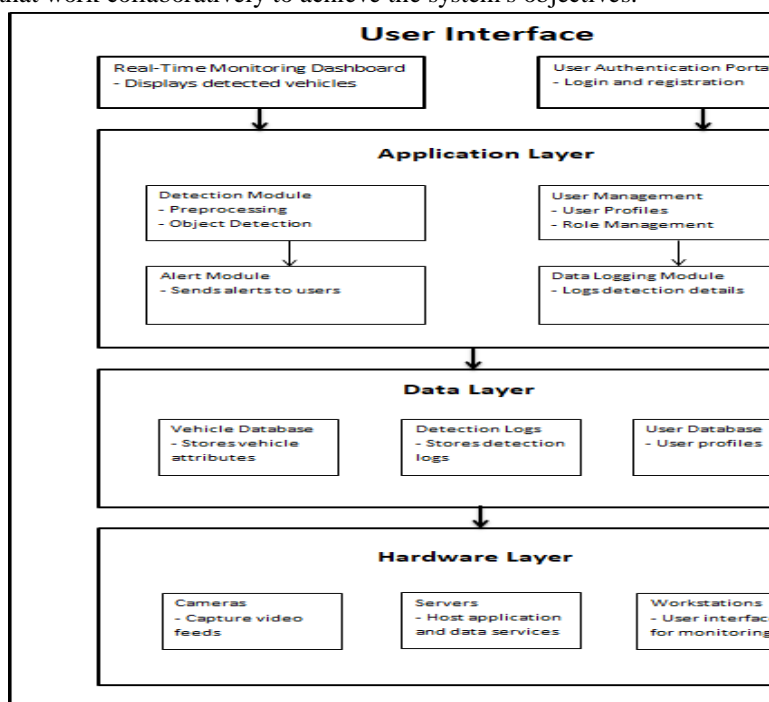 that work collaboratively to achieve the system's objectives.
User Interface
Real-Time Monitoring Dashboard
- Displays detected vehicles
User Authentication Porta
- Login and registration
Application Layer
Detection Module
- Preprocessing
- Object Detection
User Management
- User Profiles
- Role Management
Alert Module
- Sends alerts to users
Data Logging Module
- Logs detection details
Data Layer
Vehicle Database
- Stores vehicle
attributes
Detection Logs
- Stores detection
logs
User Database
- User profiles
Hardware Layer
Cameras
- Capture video
feeds
Servers
- Host application
and data services
Workstations
- User interface
for monitoring